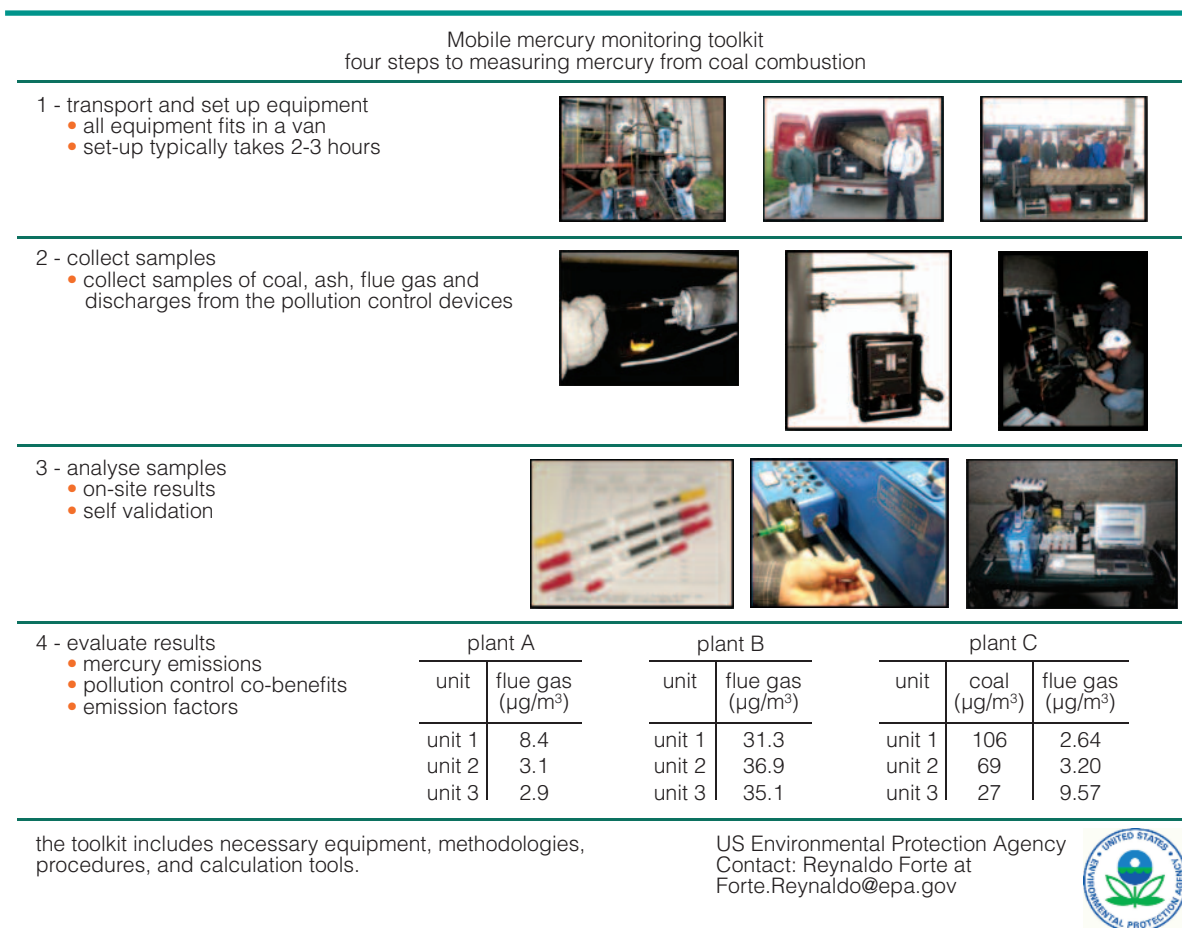 Mobile mercury monitoring toolkit
four steps to measuring mercury from coal combustion
1 - transport and set up equipment
• all equipment fits in a van
• set-up typically takes 2-3 hours
2 - collect samples
• collect samples of coal, ash, flue gas and
discharges from the pollution control devices
3 - analyse samples
• on-site results
• self validation
4 - evaluate results
• mercury emissions
• pollution control co-benefits
• emission factors
plant A
unit flue gas
(µg/m³)
unit 1 8.4
unit 2 3.1
unit 3 2.9
plant B
unit flue gas
(µg/m³)
unit 1 31.3
unit 2 36.9
unit 3 35.1
plant C
unit coal flue gas
(µg/m³) (µg/m³)
unit 1 106 2.64
unit 2 69 3.20
unit 3 27 9.57
the toolkit includes necessary equipment, methodologies,
procedures, and calculation tools.
US Environmental Protection Agency
Contact: Reynaldo Forte at
Forte.Reynaldo@epa.gov
UNITED STATES
ENVIRONMENTAL PROTECTION AGENCY